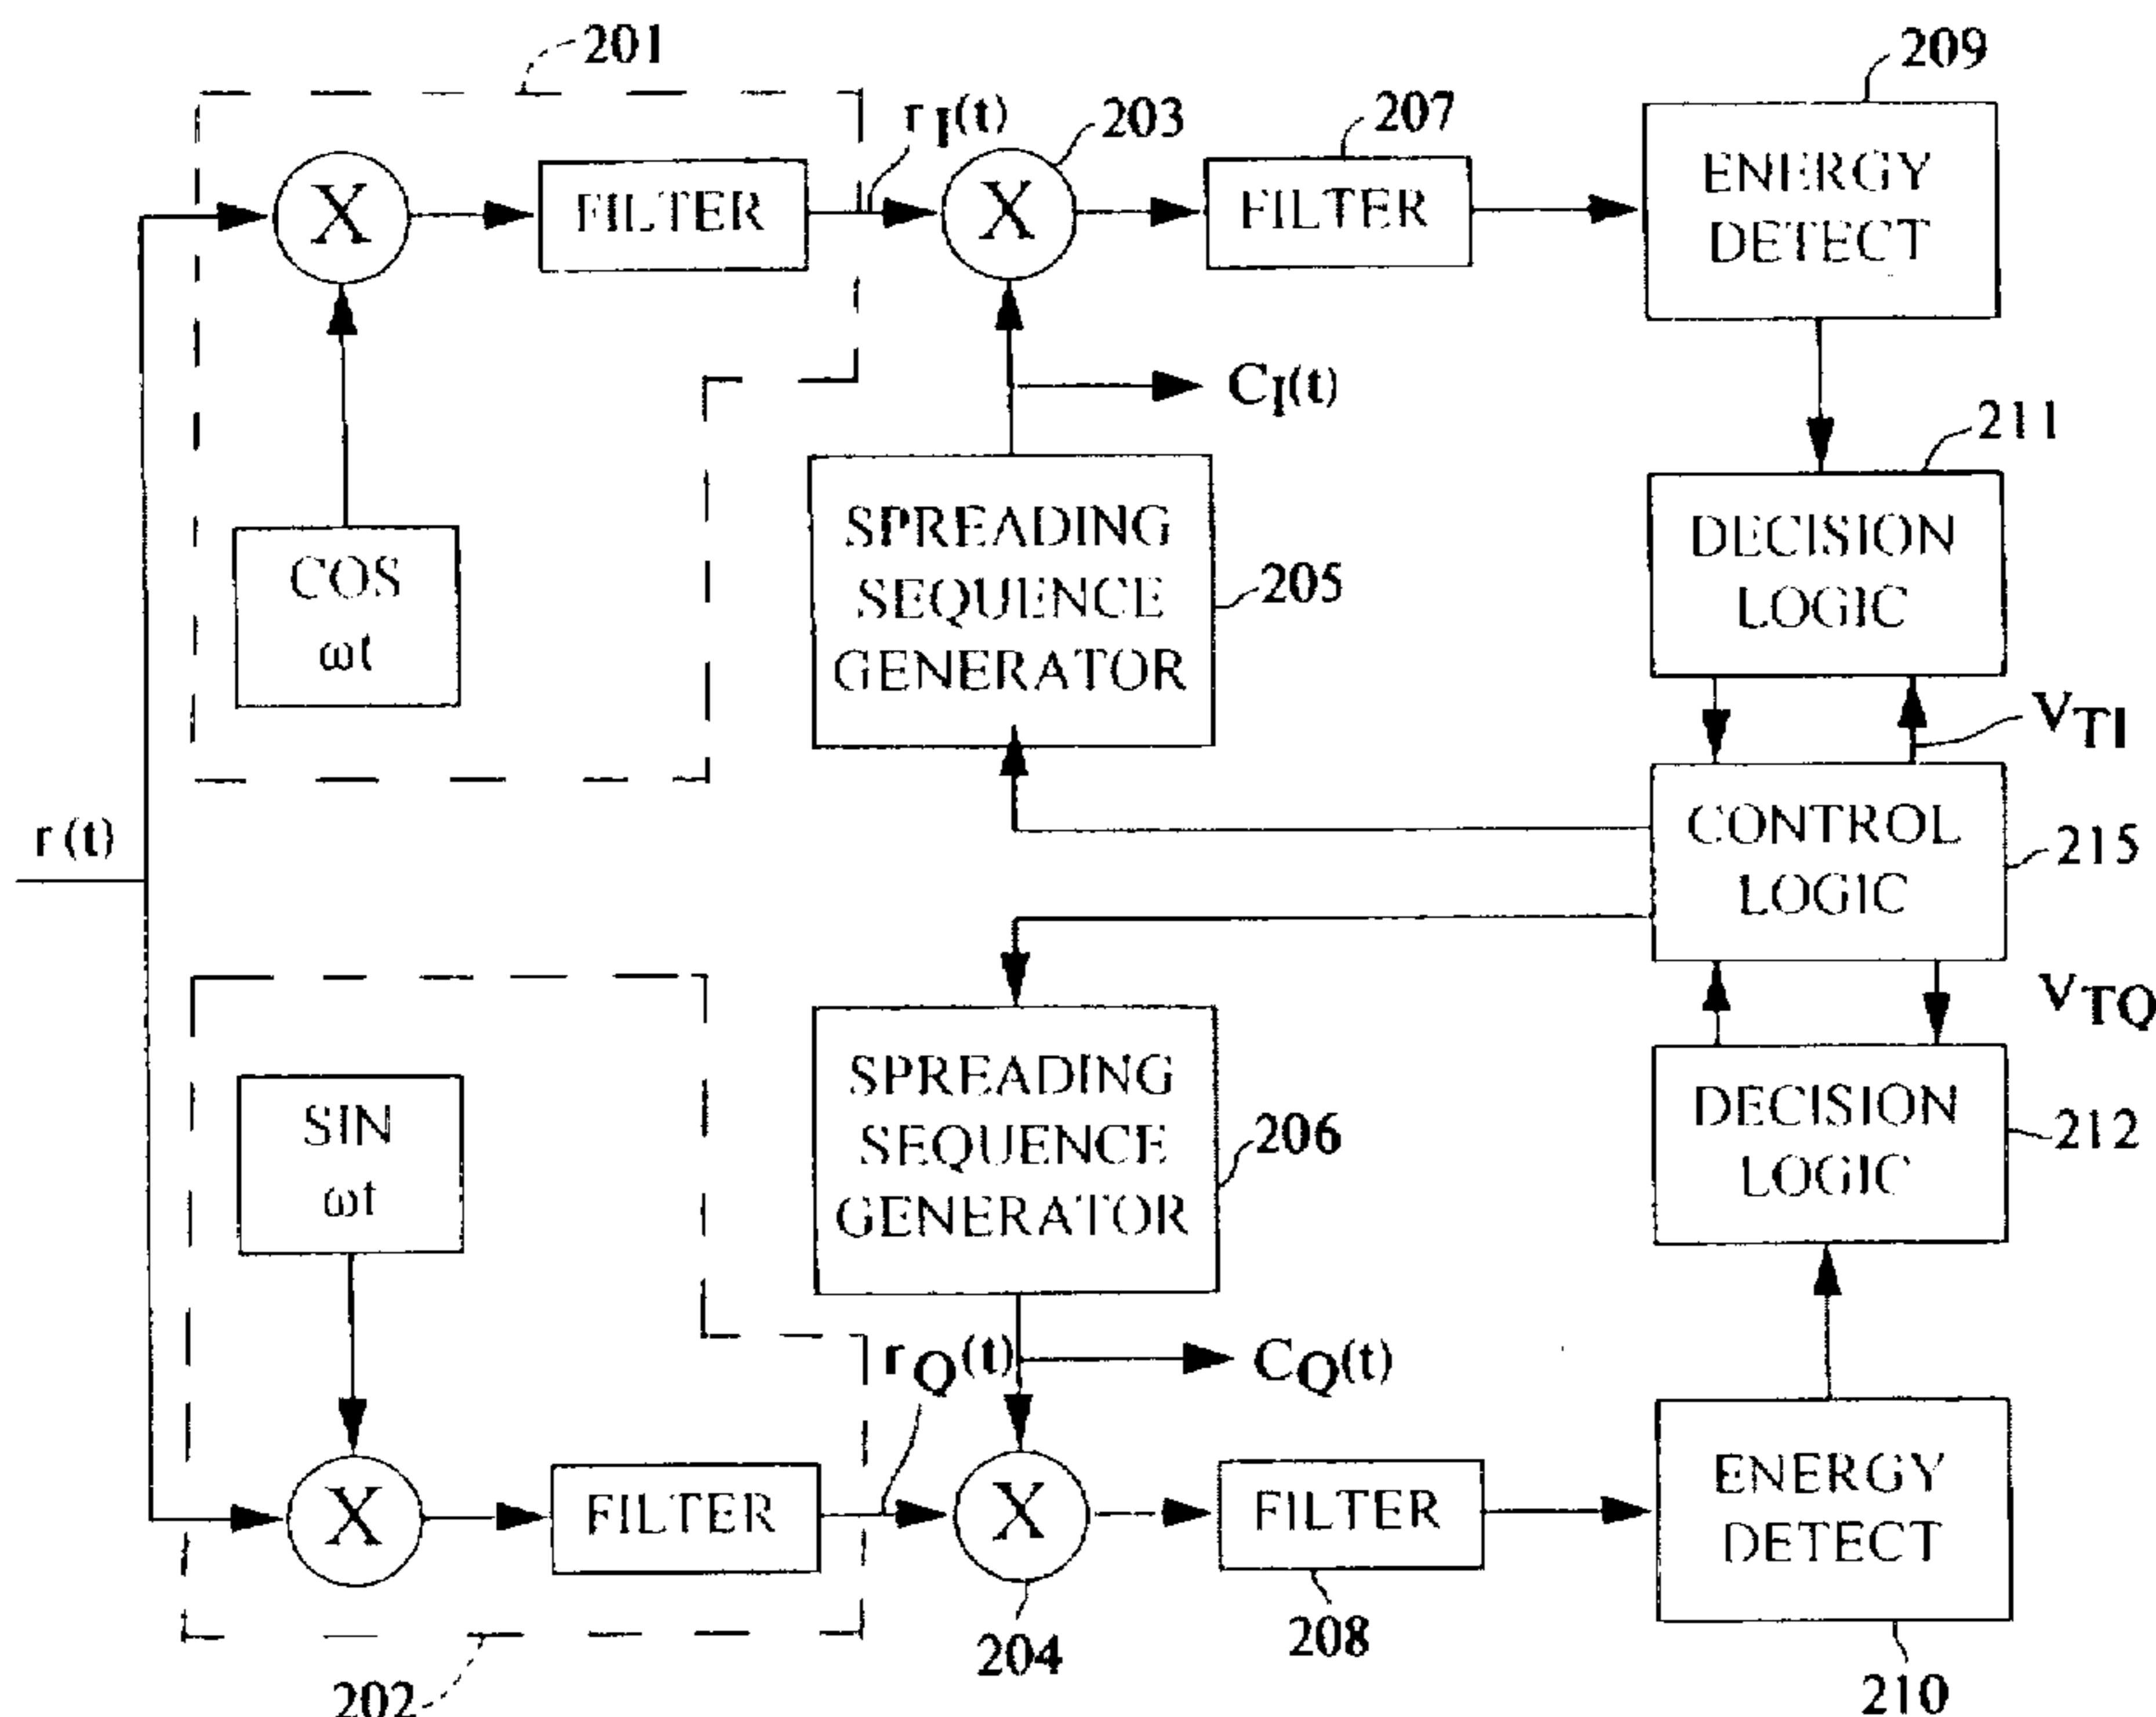 201
209
r I(t)
203
207
X
FILTER
X
FILTER
ENERGY
DETECT
CI(t)
211
COS
ωt
SPREADING
SEQUENCE
GENERATOR
205
DECISION
LOGIC
VTI
r(t)
CONTROL
LOGIC
215
VTQ
SIN
ωt
SPREADING
SEQUENCE
GENERATOR
206
DECISION
LOGIC
212
rQ(t)
CQ(t)
X
FILTER
X
FILTER
ENERGY
DETECT
202
204
208
210